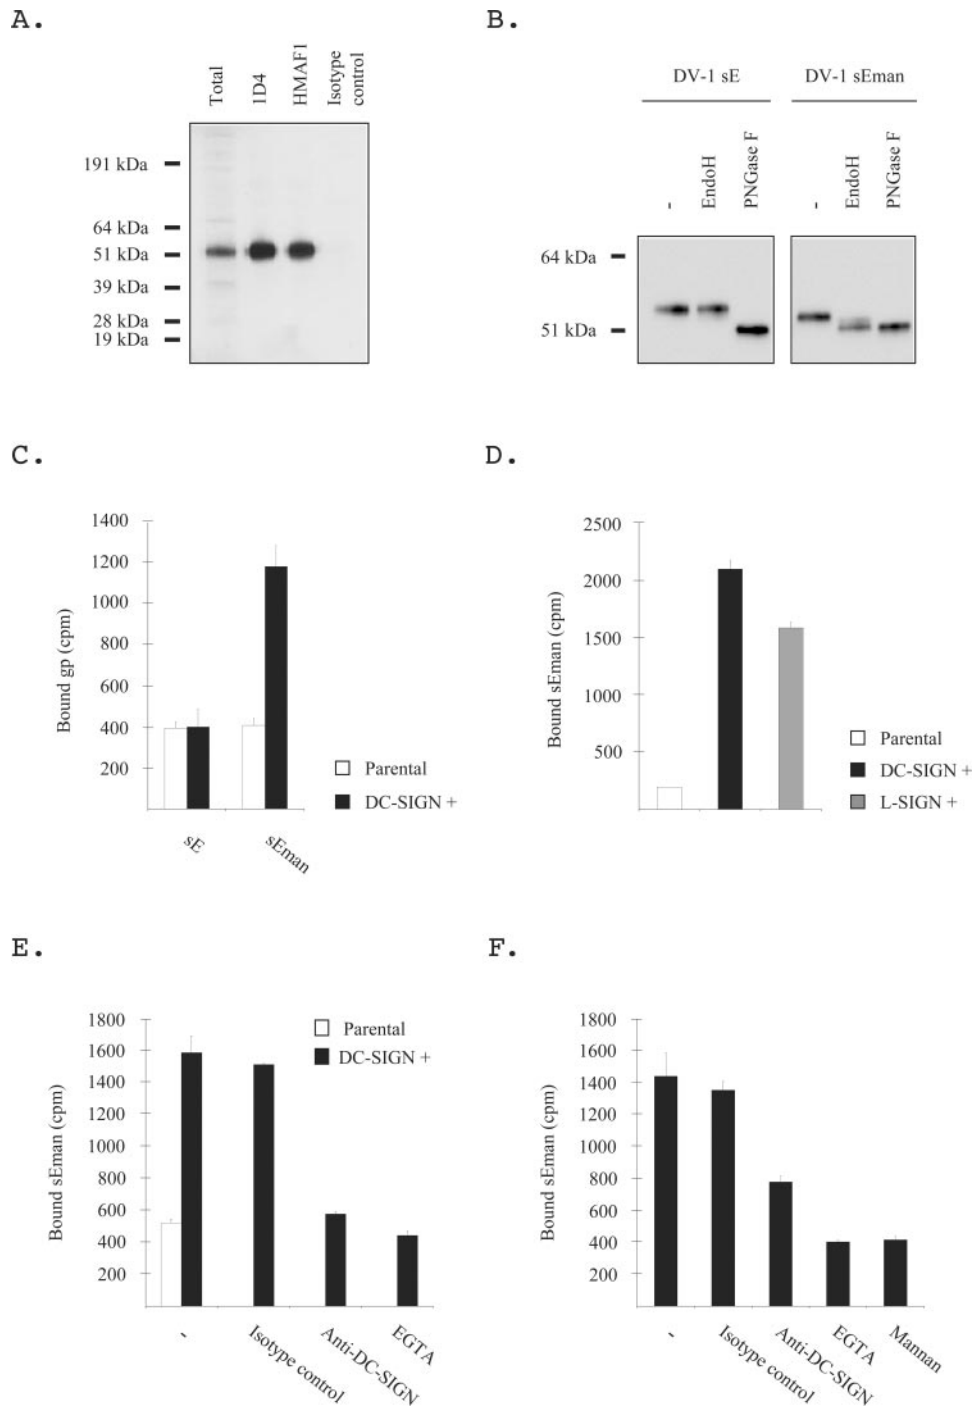 A.
Total
1D4
HMAF1
Isotype
control
191 kDa
64 kDa
51 kDa
39 kDa
28 kDa
19 kDa
B.
DV-1 sE
DV-1 sEman
-
EndoH
PNGase F
-
EndoH
PNGase F
64 kDa
51 kDa
C.
1400
1200
1000
800
600
400
200
Bound gp (cpm)
Parental
DC-SIGN +
sE
sEman
D.
2500
2000
1500
1000
500
Bound sEman (cpm)
Parental
DC-SIGN +
L-SIGN +
E.
1800
1600
1400
1200
1000
800
600
400
200
Bound sEman (cpm)
Parental
DC-SIGN +
-
Isotype control
Anti-DC-SIGN
EGTA
F.
1800
1600
1400
1200
1000
800
600
400
200
Bound sEman (cpm)
-
Isotype control
Anti-DC-SIGN
EGTA
Mannan